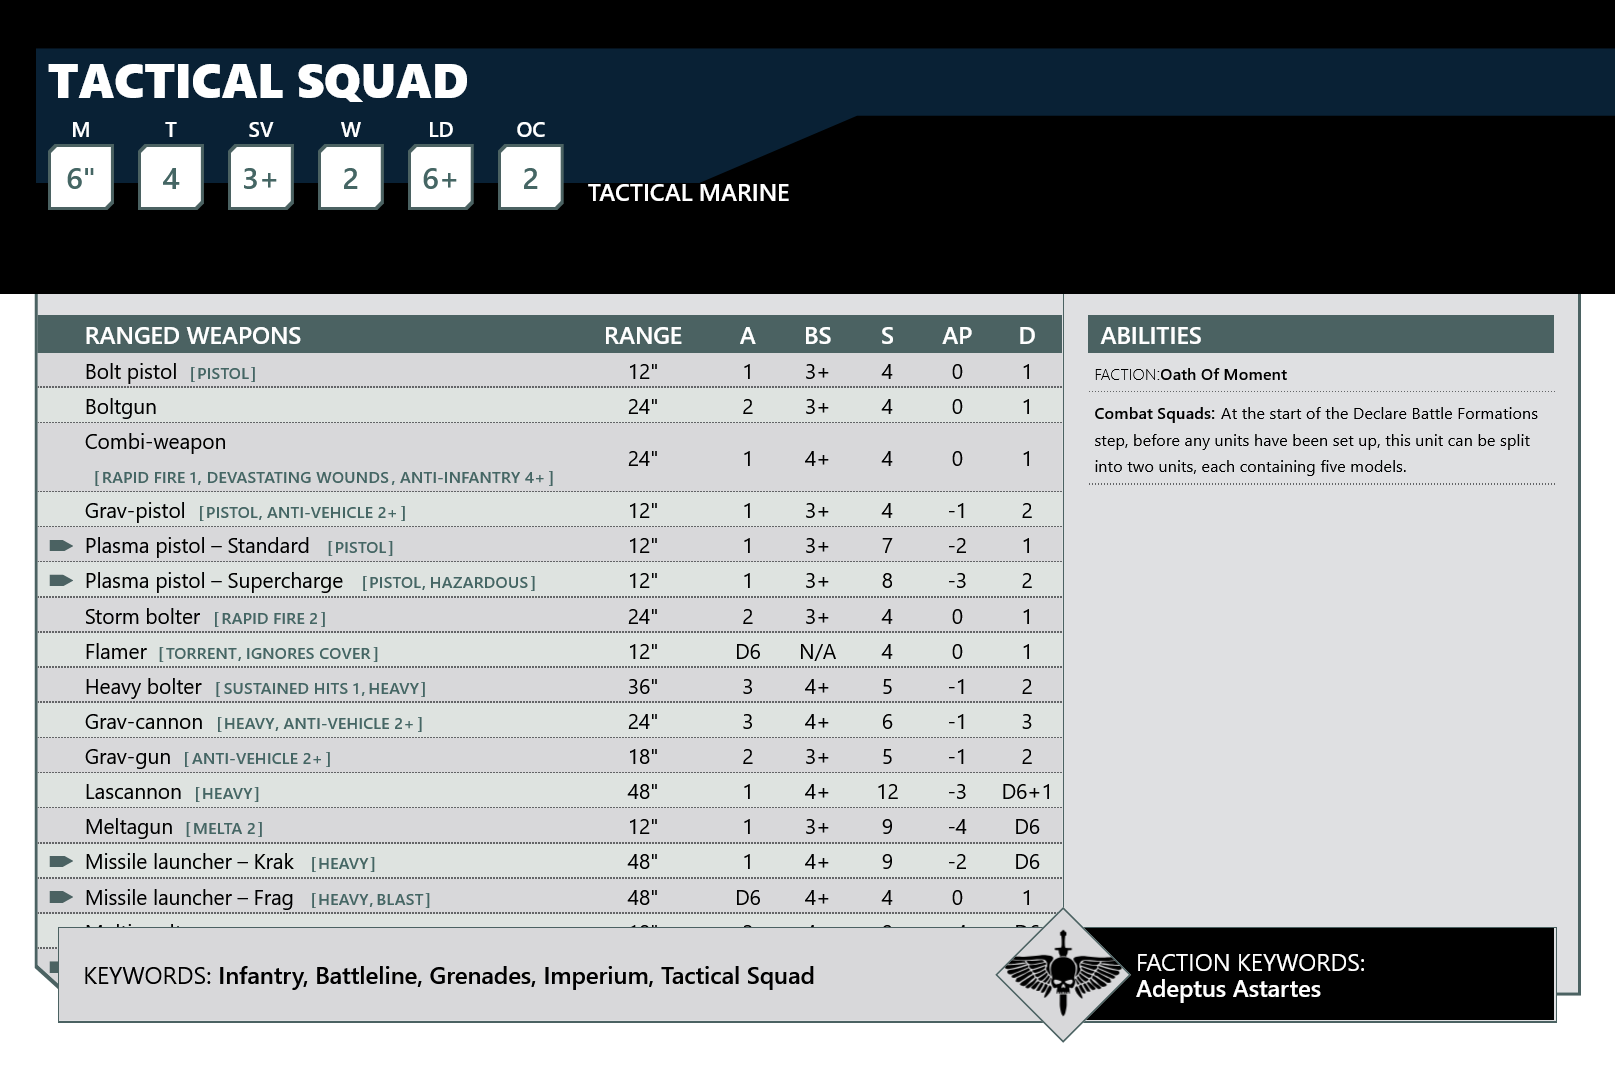 TACTICAL SQUAD
M T SV W LD OC
6" 4 3+ 2 6+ 2 TACTICAL MARINE
RANGED WEAPONS RANGE A BS S AP D
Bolt pistol [PISTOL] 12" 1 3+ 4 0 1
Boltgun 24" 2 3+ 4 0 1
Combi-weapon
[RAPID FIRE 1, DEVASTATING WOUNDS, ANTI-INFANTRY 4+] 24" 1 4+ 4 0 1
Grav-pistol [PISTOL, ANTI-VEHICLE 2+] 12" 1 3+ 4 -1 2
Plasma pistol – Standard [PISTOL] 12" 1 3+ 7 -2 1
Plasma pistol – Supercharge [PISTOL, HAZARDOUS] 12" 1 3+ 8 -3 2
Storm bolter [RAPID FIRE 2] 24" 2 3+ 4 0 1
Flamer [TORRENT, IGNORES COVER] 12" D6 N/A 4 0 1
Heavy bolter [SUSTAINED HITS 1, HEAVY] 36" 3 4+ 5 -1 2
Grav-cannon [HEAVY, ANTI-VEHICLE 2+] 24" 3 4+ 6 -1 3
Grav-gun [ANTI-VEHICLE 2+] 18" 2 3+ 5 -1 2
Lascannon [HEAVY] 48" 1 4+ 12 -3 D6+1
Meltagun [MELTA 2] 12" 1 3+ 9 -4 D6
Missile launcher – Krak [HEAVY] 48" 1 4+ 9 -2 D6
Missile launcher – Frag [HEAVY, BLAST] 48" D6 4+ 4 0 1
ABILITIES
FACTION:Oath Of Moment
Combat Squads: At the start of the Declare Battle Formations
step, before any units have been set up, this unit can be split
into two units, each containing five models.
KEYWORDS: Infantry, Battleline, Grenades, Imperium, Tactical Squad
FACTION KEYWORDS:
Adeptus Astartes